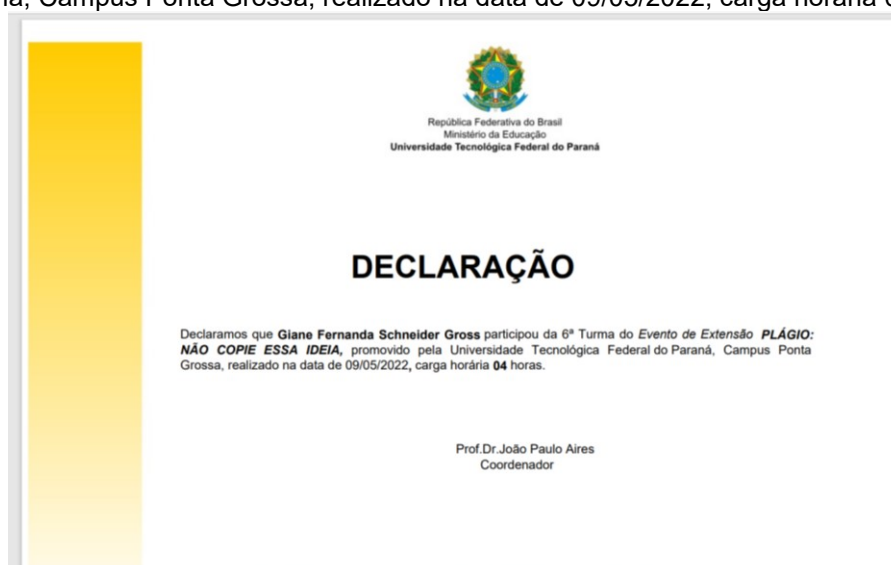 Campus Ponta Grossa, realizado na data de 09/05/2022, carga horária
República Federativa do Brasil
Ministério da Educação
Universidade Tecnológica Federal do Paraná
DECLARAÇÃO
Declaramos que Giane Fernanda Schneider Gross participou da 6ª Turma do Evento de Extensão PLÁGIO:
NÃO COPIE ESSA IDEIA, promovido pela Universidade Tecnológica Federal do Paraná, Campus Ponta
Grossa, realizado na data de 09/05/2022, carga horária 04 horas.
Prof.Dr.João Paulo Aires
Coordenador